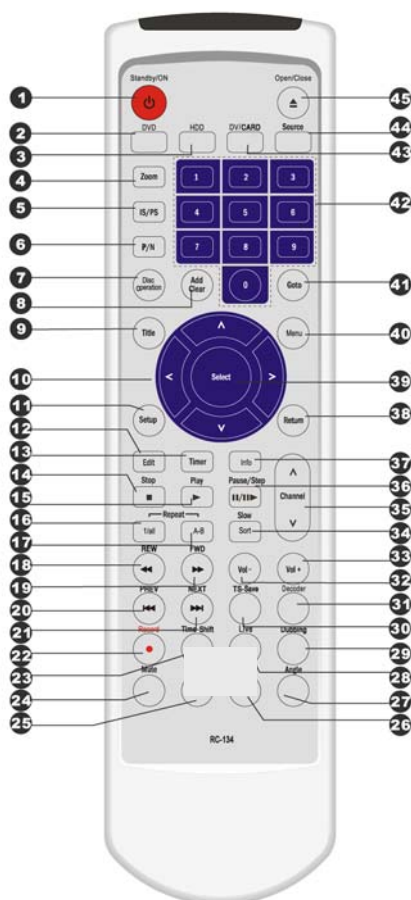 Standby/ON Open/Close
1 45
DVD HDD DV/CARD Source
2 44
3 43
Zoom 1 2 3
4
IS/PS 4 5 6
5 42
P/N 7 8 9
6
Disc operation Add Clear 0 Goto
7 41
8
Title Menu
9 40
10 Select 39
Setup Return
11 38
12
Edit Timer Info
13 37
Stop Play Pause/Step
14 36
15 Channel 35
Repeat Slow
16 1/all A-B Sort 34
17
REW FWD Vol - Vol +
18 33
19 32
PREV NEXT TS-Save Decoder
20 31
21 30
Record Time Shift LIVE Dubbing
22 29
23 28
Mute Angle
24 27
25 26
RC-134